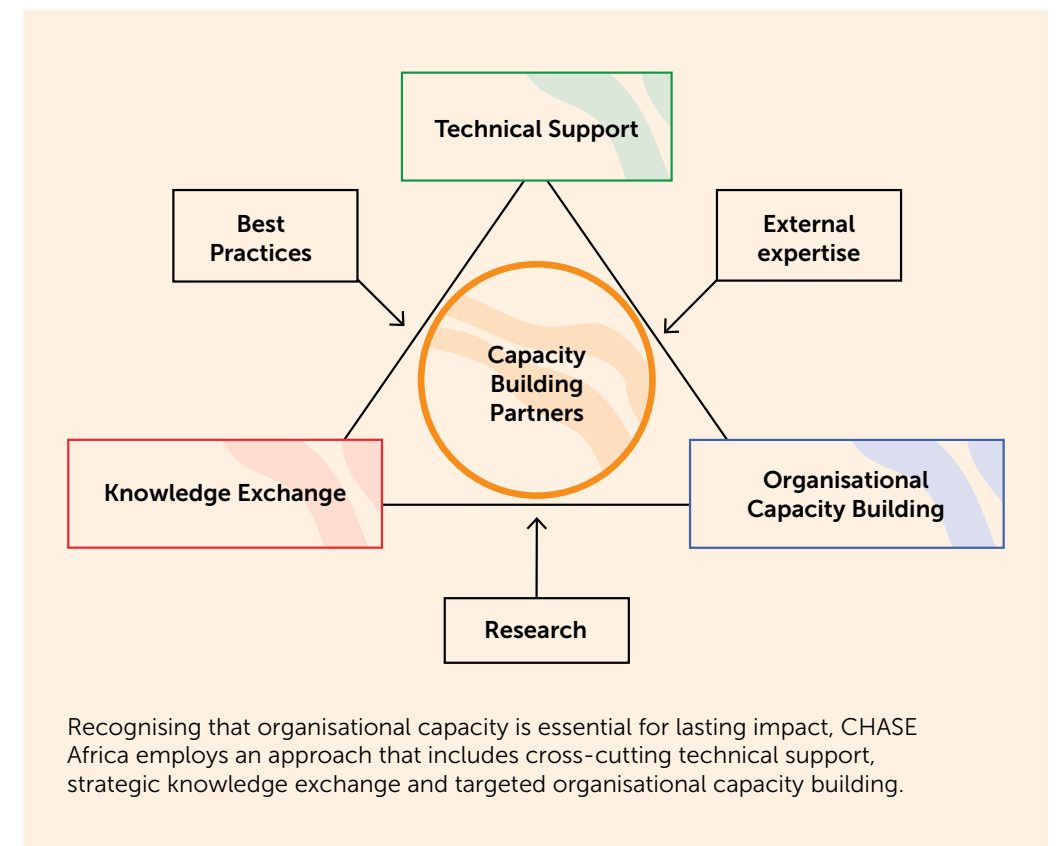 Technical Support
Best
Practices
External
expertise
Capacity
Building
Partners
Knowledge Exchange
Organisational
Capacity Building
Research
Recognising that organisational capacity is essential for lasting impact, CHASE
Africa employs an approach that includes cross-cutting technical support,
strategic knowledge exchange and targeted organisational capacity building.